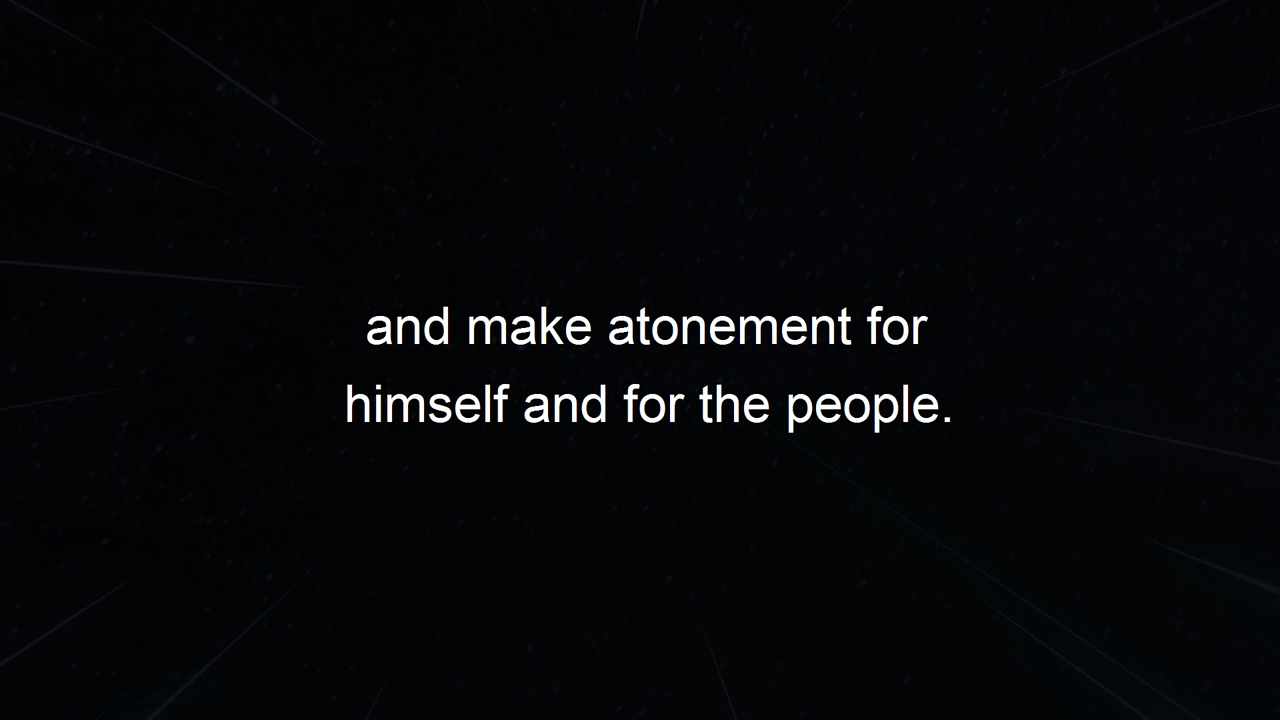 and make atonement for
himself and for the people.